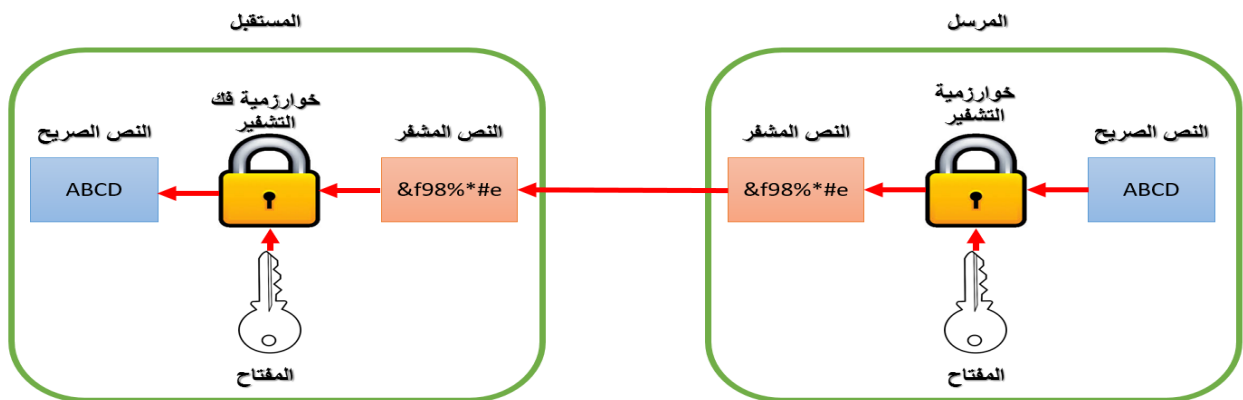 المرسل
خوارزمية
التشفير
النص الصريح
ABCD
النص المشفر
&f98%*#e
المفتاح
المستقبل
خوارزمية فك
التشفير
النص المشفر
&f98%*#e
النص الصريح
ABCD
المفتاح